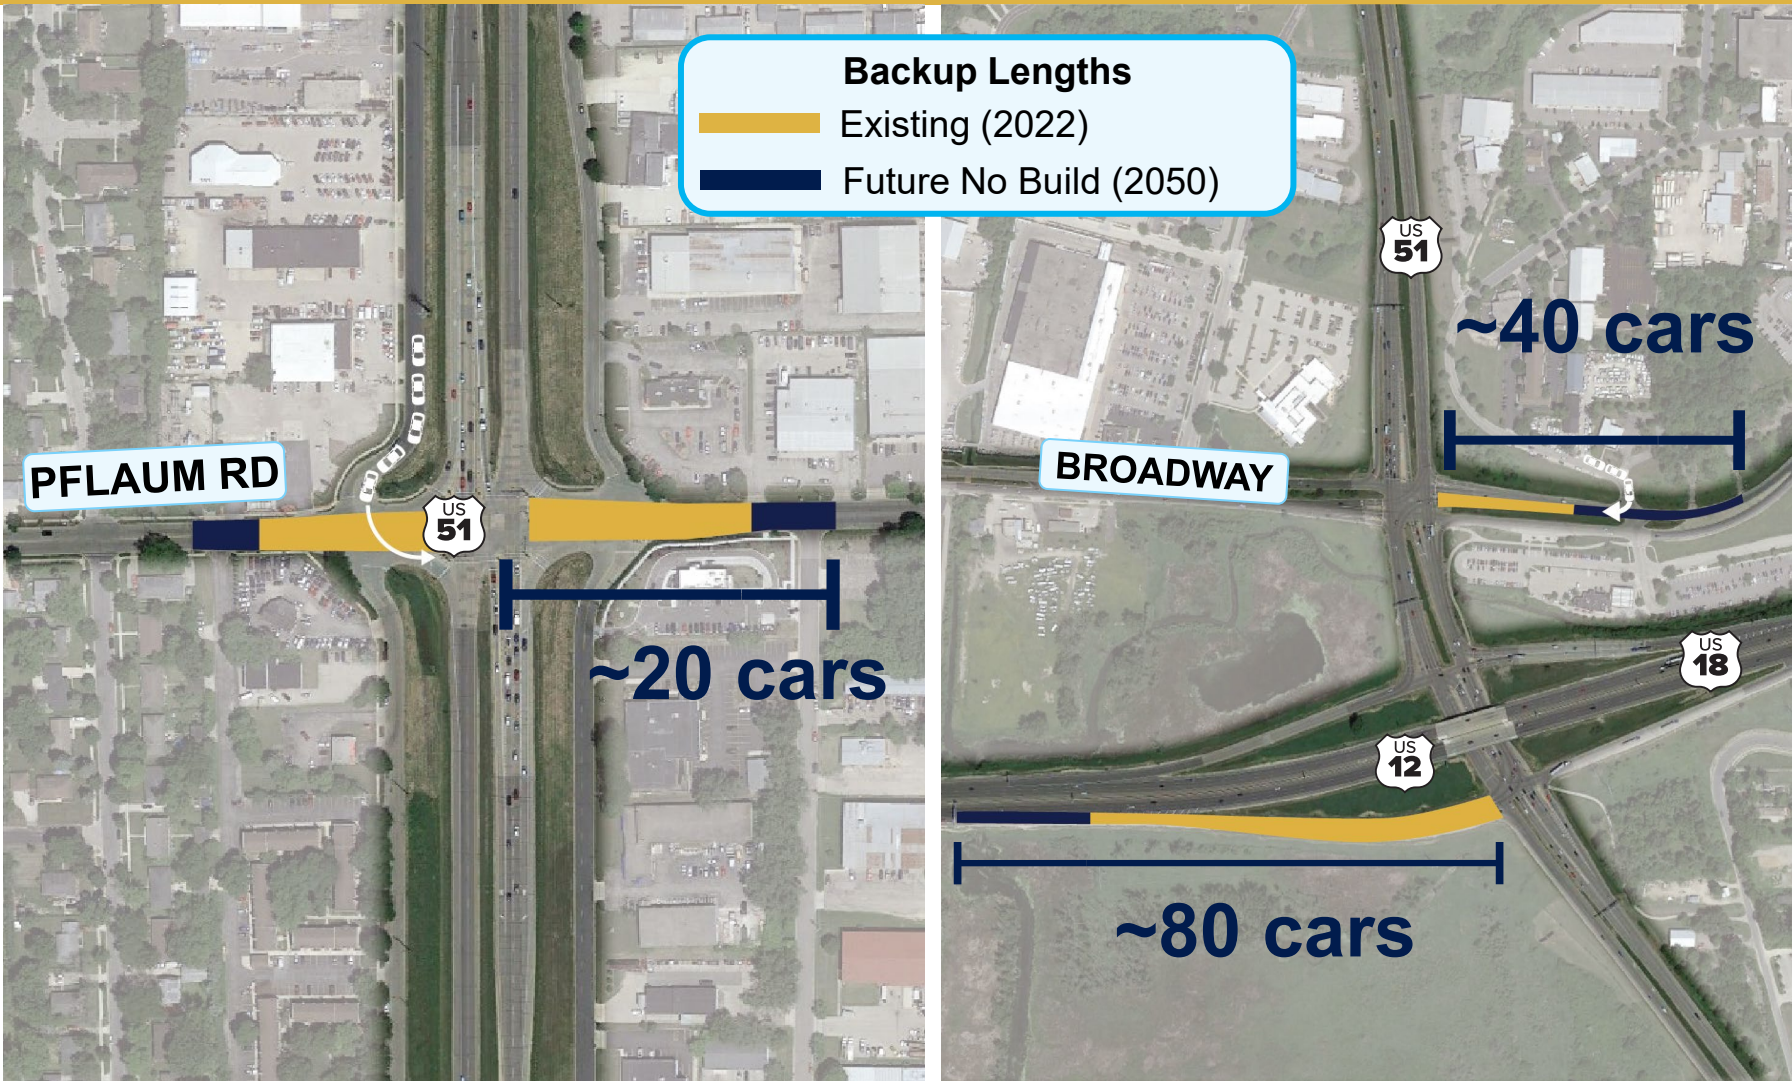 Backup Lengths
Existing (2022)
Future No Build (2050)
PFLAUM RD
US
51
~20 cars
US
51
~40 cars
BROADWAY
US
18
US
12
~80 cars